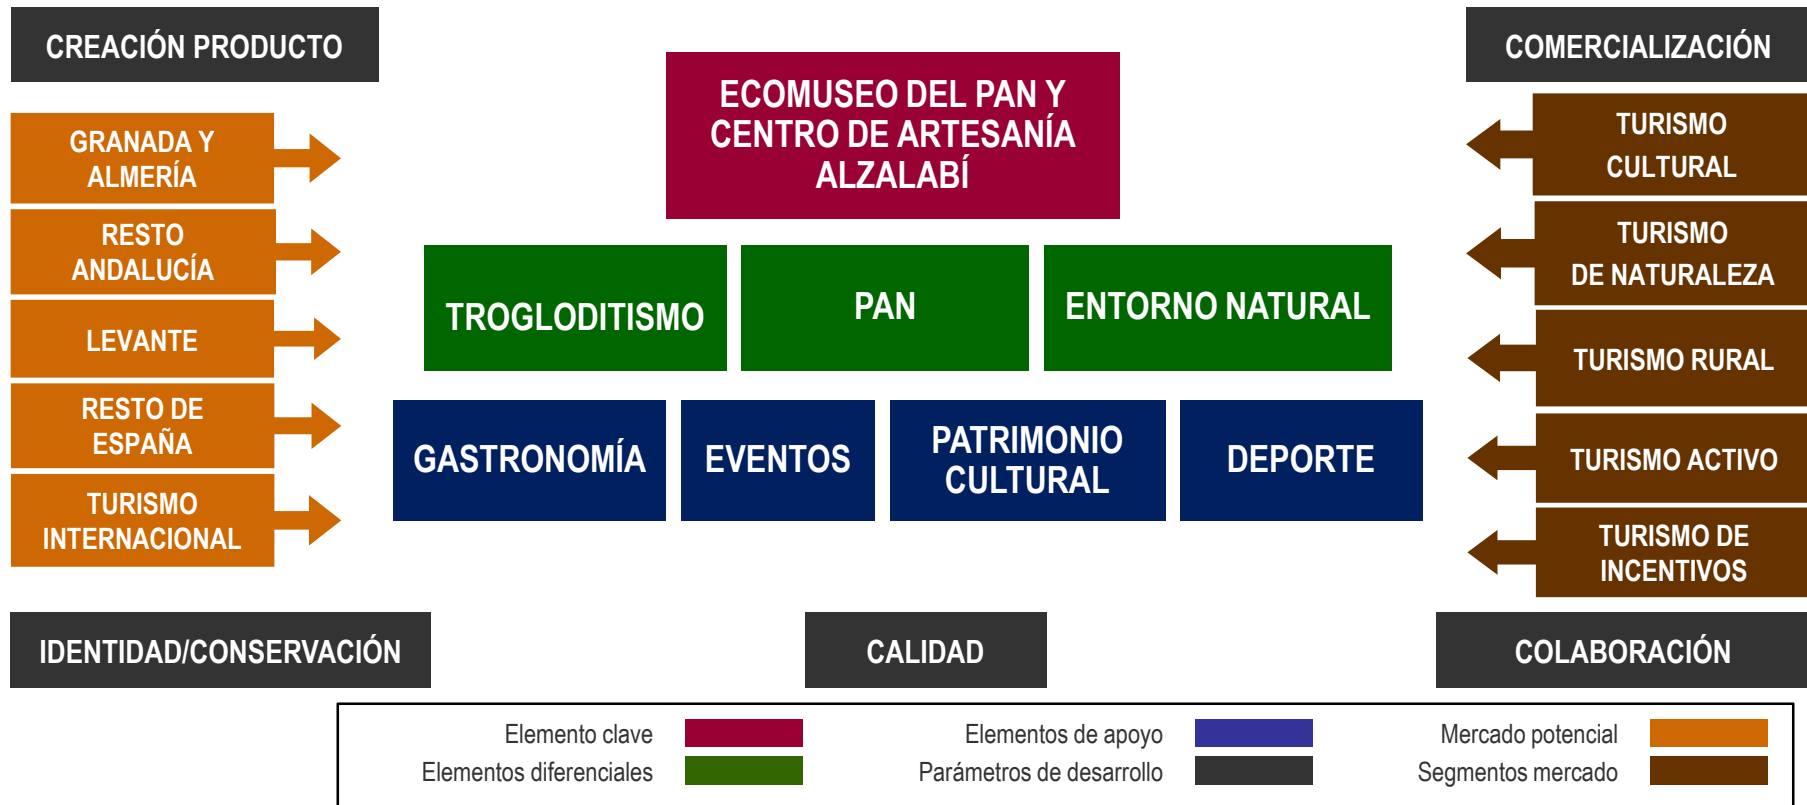 CREACIÓN PRODUCTO
COMERCIALIZACIÓN
ECOMUSEO DEL PAN Y
CENTRO DE ARTESANÍA
ALZALABÍ
GRANADA Y
ALMERÍA
RESTO
ANDALUCÍA
LEVANTE
RESTO DE
ESPAÑA
TURISMO
INTERNACIONAL
TROGLODITISMO
PAN
ENTORNO NATURAL
GASTRONOMÍA
EVENTOS
PATRIMONIO
CULTURAL
DEPORTE
TURISMO
CULTURAL
TURISMO
DE NATURALEZA
TURISMO RURAL
TURISMO ACTIVO
TURISMO DE
INCENTIVOS
IDENTIDAD/CONSERVACIÓN
CALIDAD
COLABORACIÓN
Elemento clave
Elementos de apoyo
Mercado potencial
Elementos diferenciales
Parámetros de desarrollo
Segmentos mercado